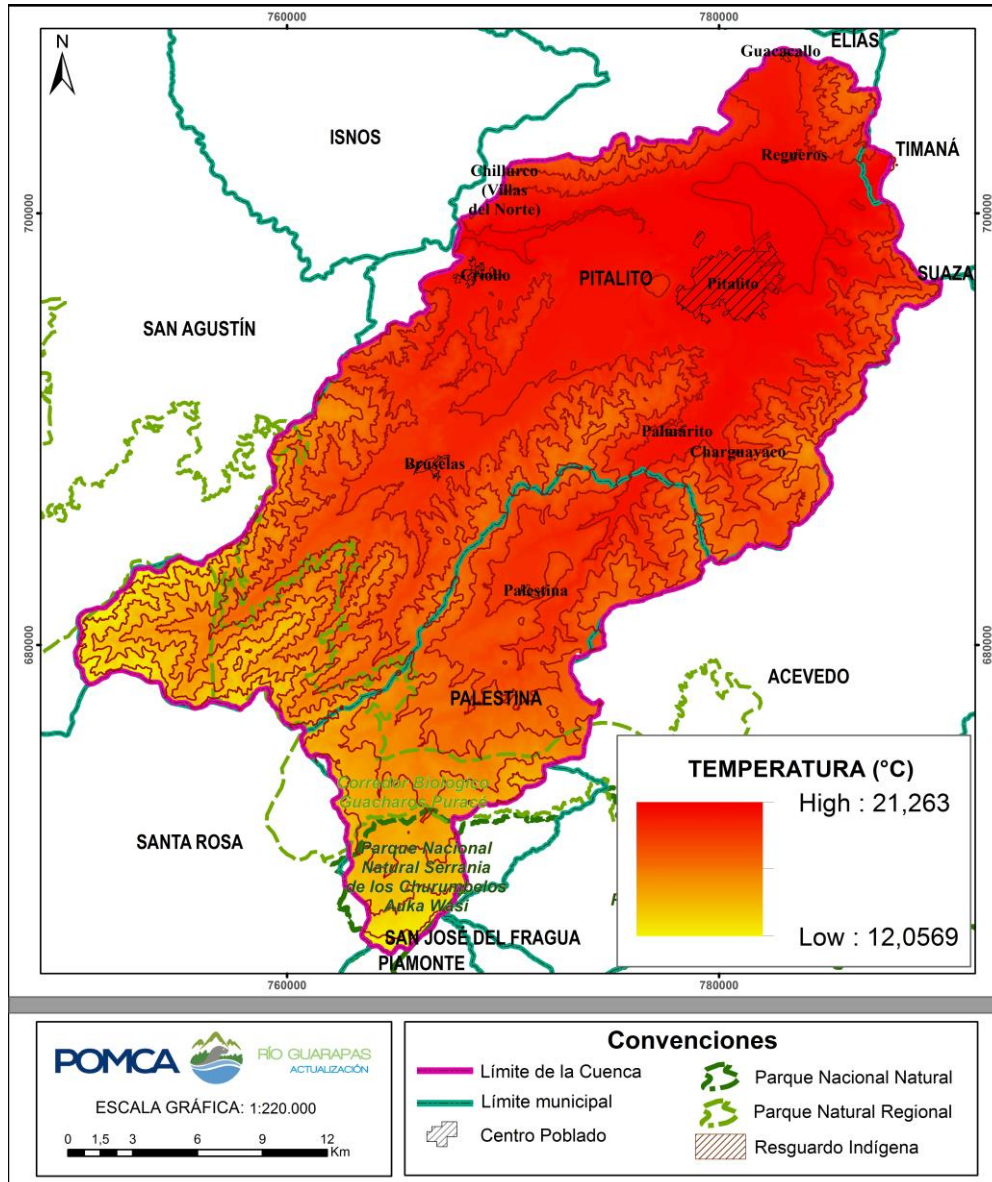 760000
780000
N
ELÍAS
Guacacallo
ISNOS
TIMANÁ
Regueros
Chillurco
(Villas
del Norte)
700000
700000
SUAZA
Criollo
PITALITO
Pitalito
SAN AGUSTÍN
Palmarito
Charguayaco
Bruselas
Palestina
680000
680000
ACEVEDO
PALESTINA
Corredor Biologico
Guacharos Puracé
SANTA ROSA
Parque Nacional
Natural Serrania
de los Churumbelos
Auka Wasi
SAN JOSÉ DEL FRAGUA
PIAMONTE
TEMPERATURA (°C)
High : 21,263
Low : 12,0569
760000
780000
POMCA
RÍO GUARAPAS
ACTUALIZACIÓN
ESCALA GRÁFICA: 1:220.000
0 1,5 3 6 9 12
Km
Convenciones
Límite de la Cuenca
Límite municipal
Centro Poblado
Parque Nacional Natural
Parque Natural Regional
Resguardo Indígena